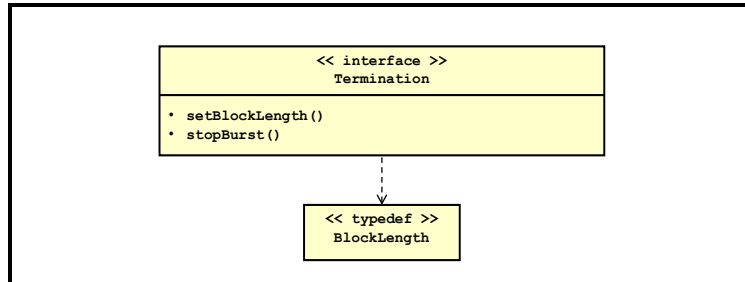 << interface >>
Termination
• setBlockLength()
• stopBurst()
<< typedef >>
BlockLength